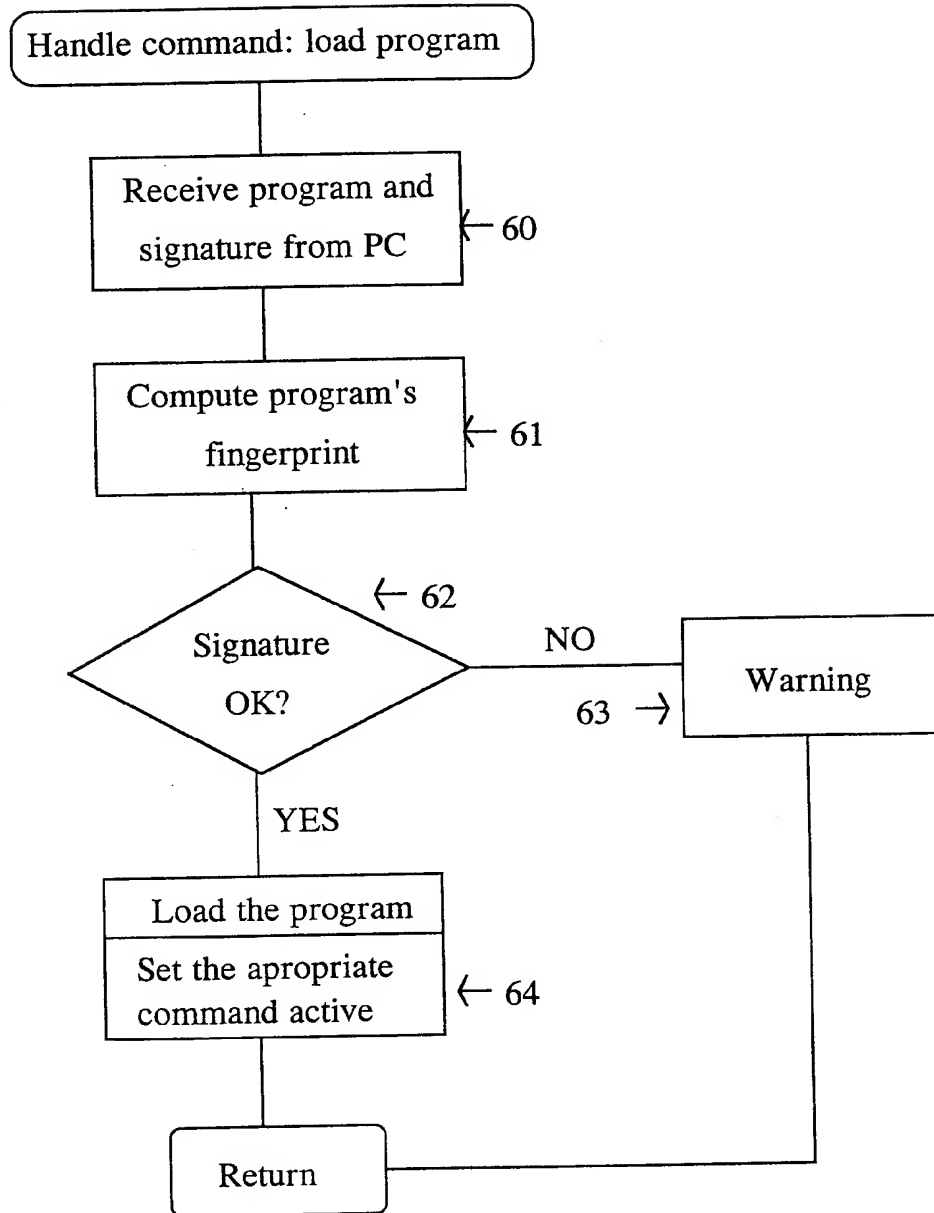 Handle command: load program
Receive program and
signature from PC
← 60
Compute program's
fingerprint
← 61
← 62
Signature
OK?
NO
63 →
Warning
YES
Load the program
Set the apropriate
command active
← 64
Return